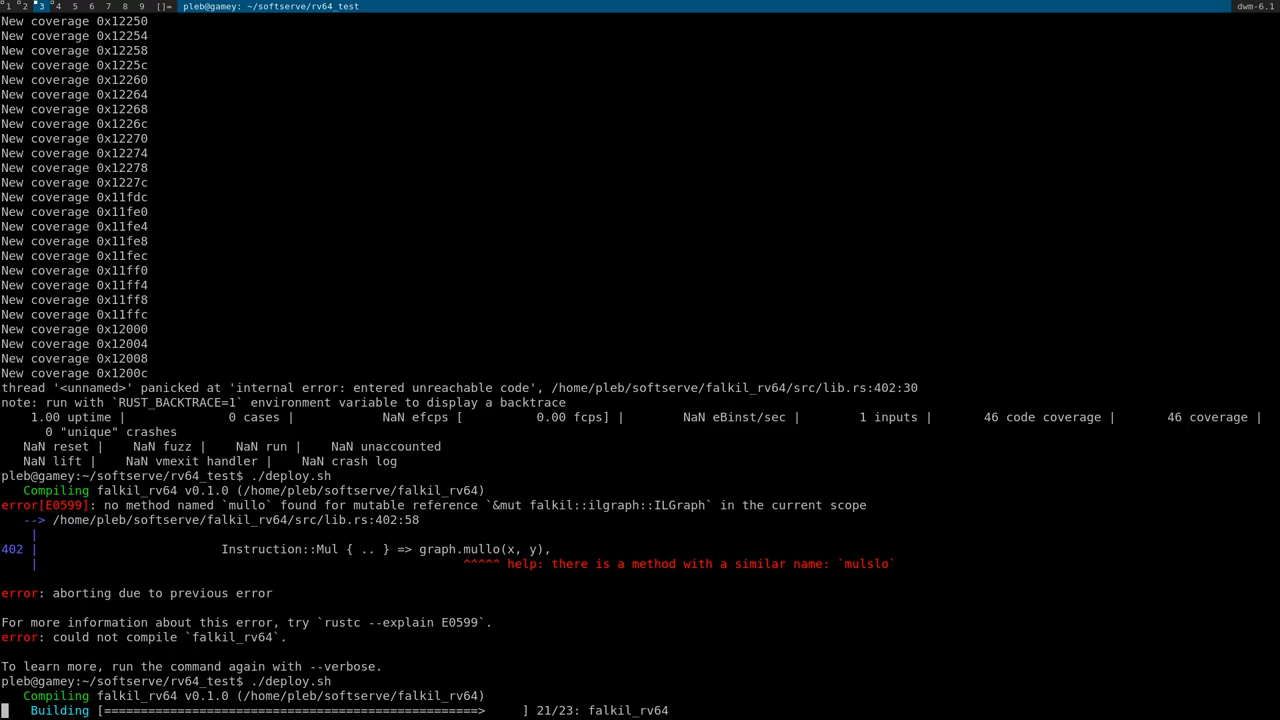 1 2 3 4 5 6 7 8 9 []= pleb@gamey: ~/softserve/rv64_test dwm-6.1
New coverage 0x12250
New coverage 0x12254
New coverage 0x12258
New coverage 0x1225c
New coverage 0x12260
New coverage 0x12264
New coverage 0x12268
New coverage 0x1226c
New coverage 0x12270
New coverage 0x12274
New coverage 0x12278
New coverage 0x1227c
New coverage 0x11fdc
New coverage 0x11fe0
New coverage 0x11fe4
New coverage 0x11fe8
New coverage 0x11fec
New coverage 0x11ff0
New coverage 0x11ff4
New coverage 0x11ff8
New coverage 0x11ffc
New coverage 0x12000
New coverage 0x12004
New coverage 0x12008
New coverage 0x1200c
thread '<unnamed>' panicked at 'internal error: entered unreachable code', /home/pleb/softserve/falkil_rv64/src/lib.rs:402:30
note: run with `RUST_BACKTRACE=1` environment variable to display a backtrace
    1.00 uptime |              0 cases |            NaN efcps [          0.00 fcps] |           NaN eBinst/sec |          1 inputs |         46 code coverage |       46 coverage |
      0 "unique" crashes
   NaN reset |    NaN fuzz |    NaN run |    NaN unaccounted
   NaN lift |    NaN vmexit handler |    NaN crash log
pleb@gamey:~/softserve/rv64_test$ ./deploy.sh
   Compiling falkil_rv64 v0.1.0 (/home/pleb/softserve/falkil_rv64)
error[E0599]: no method named `mullo` found for mutable reference `&mut falkil::ilgraph::ILGraph` in the current scope
   --> /home/pleb/softserve/falkil_rv64/src/lib.rs:402:58
    |
402 |                         Instruction::Mul { .. } => graph.mullo(x, y),
    |                                                          ^^^^^ help: there is a method with a similar name: `mulslo`
error: aborting due to previous error
For more information about this error, try `rustc --explain E0599`.
error: could not compile `falkil_rv64`.
To learn more, run the command again with --verbose.
pleb@gamey:~/softserve/rv64_test$ ./deploy.sh
   Compiling falkil_rv64 v0.1.0 (/home/pleb/softserve/falkil_rv64)
    Building [===================================================>     ] 21/23: falkil_rv64